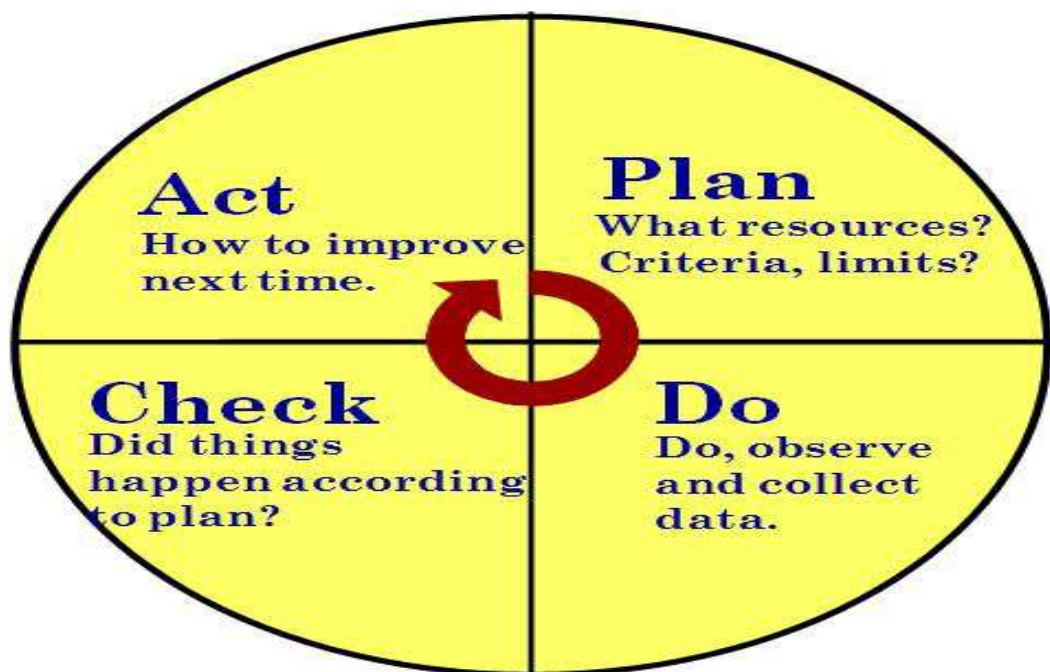 Plan
What resources?
Criteria, limits?
Do
Do, observe
and collect
data.
Check
Did things
happen according
to plan?
Act
How to improve
next time.